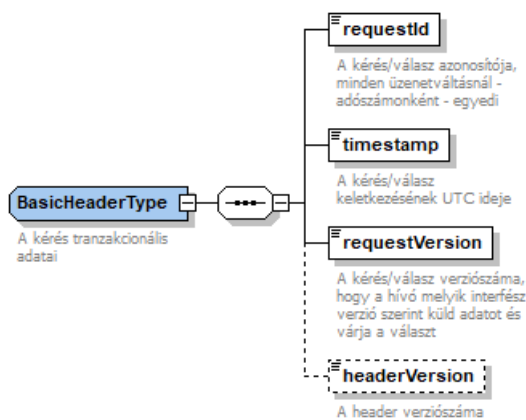 requestId
A kérés/válasz azonosítója,
minden üzenetváltásnál -
adószámonként - egyedi
timestamp
A kérés/válasz
keletkezésének UTC ideje
BasicHeaderType
A kérés tranzakcionális
adatai
requestVersion
A kérés/válasz verziószáma,
hogy a hívó melyik interfész
verzió szerint küld adatot és
várja a választ
headerVersion
A header verziószáma